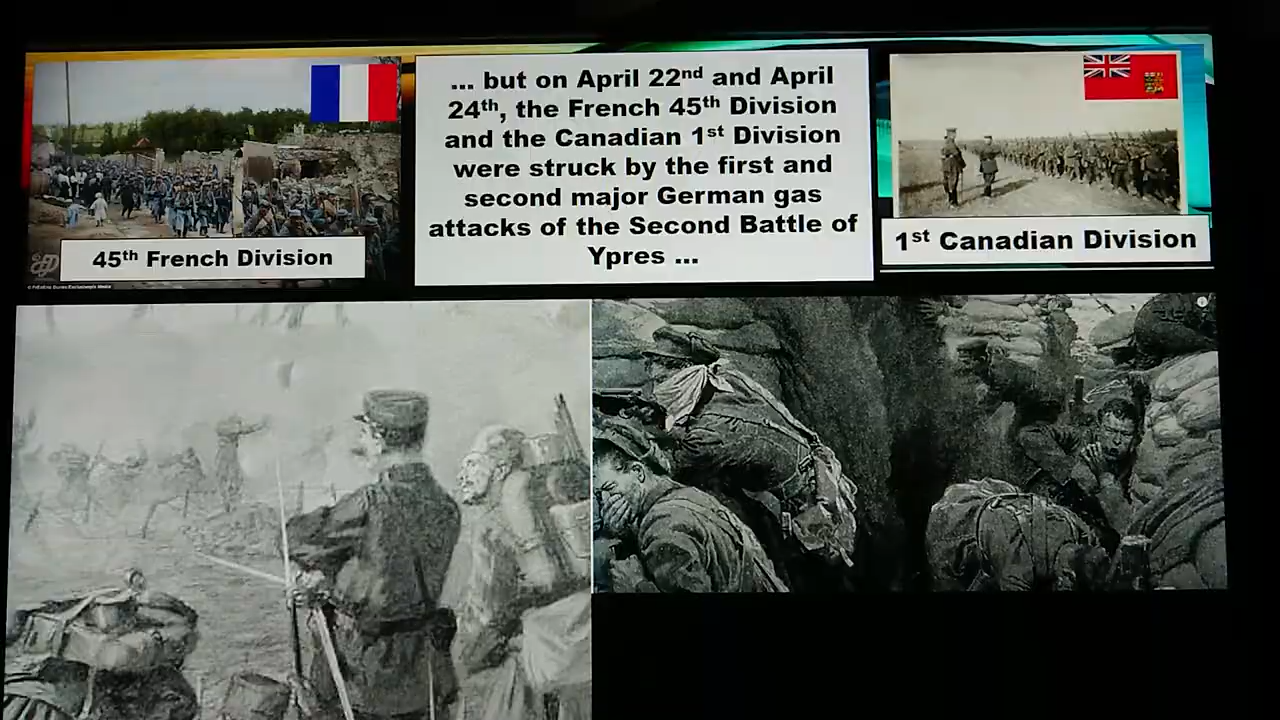 ... but on April 22nd and April
24th, the French 45th Division
and the Canadian 1st Division
were struck by the first and
second major German gas
attacks of the Second Battle of
Ypres ...
45th French Division
1st Canadian Division